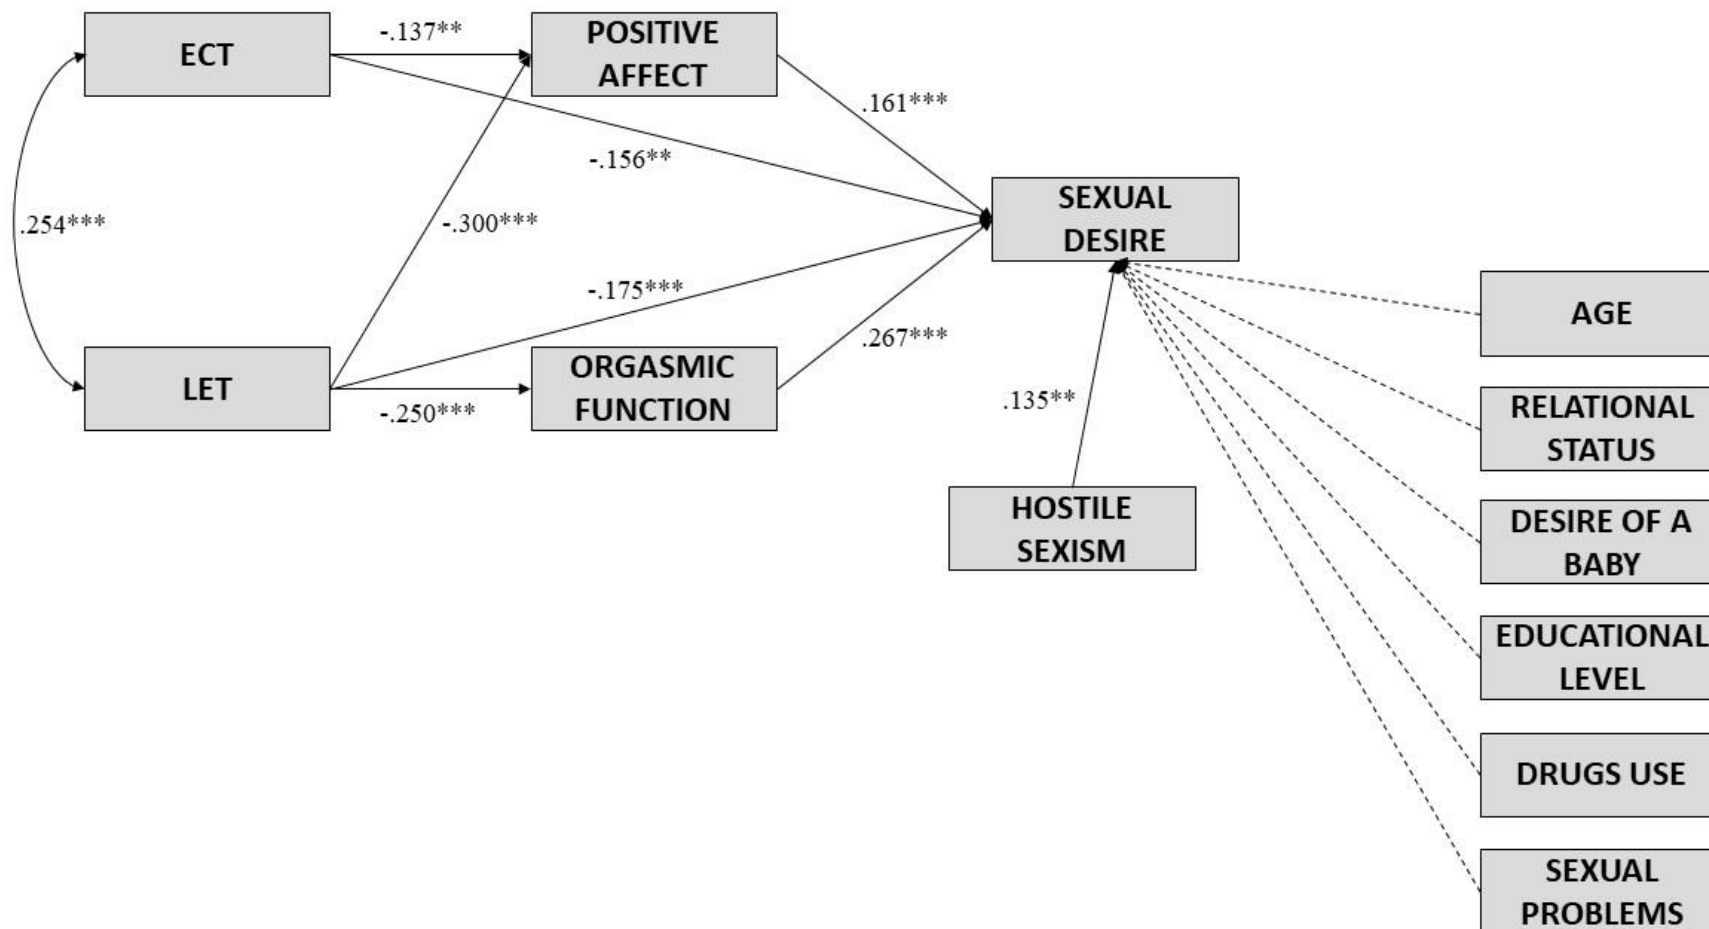 ECT
-.137**
POSITIVE
AFFECT
.161***
-.156**
.254***
-.300***
SEXUAL
DESIRE
-.175***
LET
-.250***
ORGASMIC
FUNCTION
.267***
.135**
HOSTILE
SEXISM
AGE
RELATIONAL
STATUS
DESIRE OF A
BABY
EDUCATIONAL
LEVEL
DRUGS USE
SEXUAL
PROBLEMS